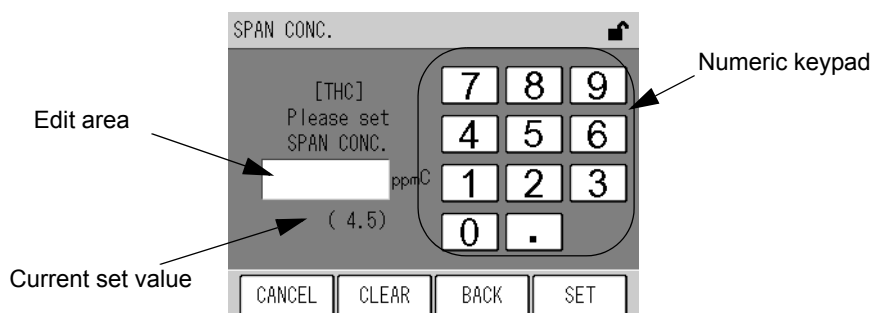 SPAN CONC.
Numeric keypad
[THC]
Please set
SPAN CONC.
Edit area
ppmC
( 4.5)
Current set value
7 8 9
4 5 6
1 2 3
0 .
CANCEL CLEAR BACK SET